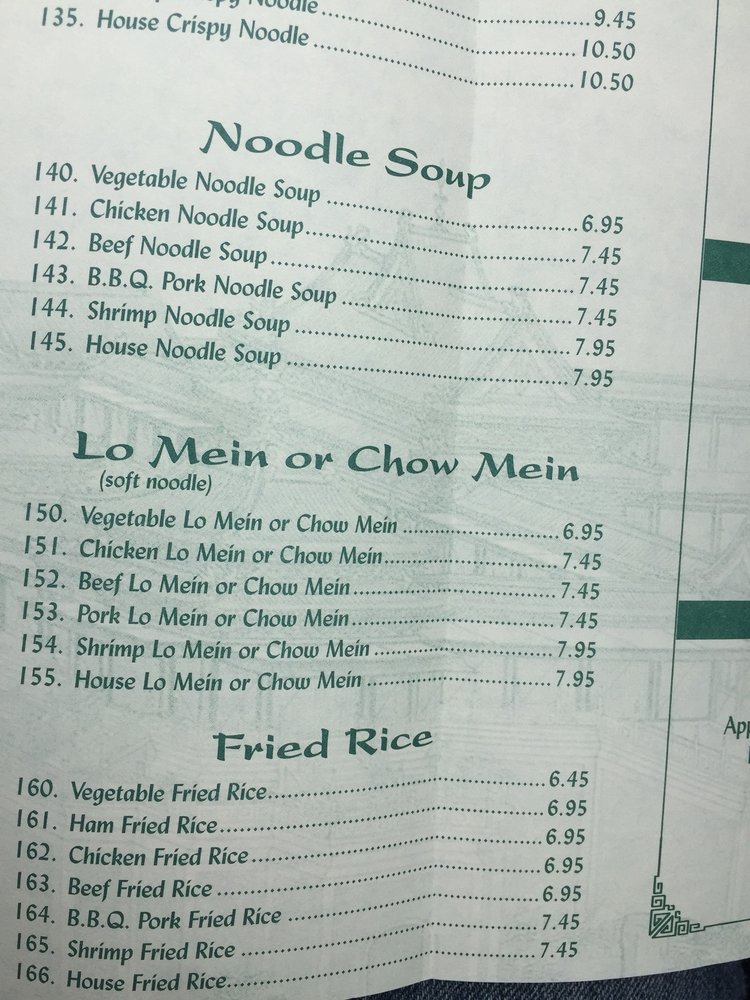 Noodle 9.45
10.50
135. House Crispy Noodle 10.50
Noodle Soup
140. Vegetable Noodle Soup 6.95
141. Chicken Noodle Soup 7.45
142. Beef Noodle Soup 7.45
143. B.B.Q. Pork Noodle Soup 7.45
144. Shrimp Noodle Soup 7.95
145. House Noodle Soup 7.95
Lo Mein or Chow Mein
(soft noodle)
150. Vegetable Lo Mein or Chow Mein 6.95
151. Chicken Lo Mein or Chow Mein 7.45
152. Beef Lo Mein or Chow Mein 7.45
153. Pork Lo Mein or Chow Mein 7.45
154. Shrimp Lo Mein or Chow Mein 7.95
155. House Lo Mein or Chow Mein 7.95
Fried Rice
160. Vegetable Fried Rice 6.45
161. Ham Fried Rice 6.95
162. Chicken Fried Rice 6.95
163. Beef Fried Rice 6.95
164. B.B.Q. Pork Fried Rice 6.95
165. Shrimp Fried Rice 7.45
166. House Fried Rice 7.45
App